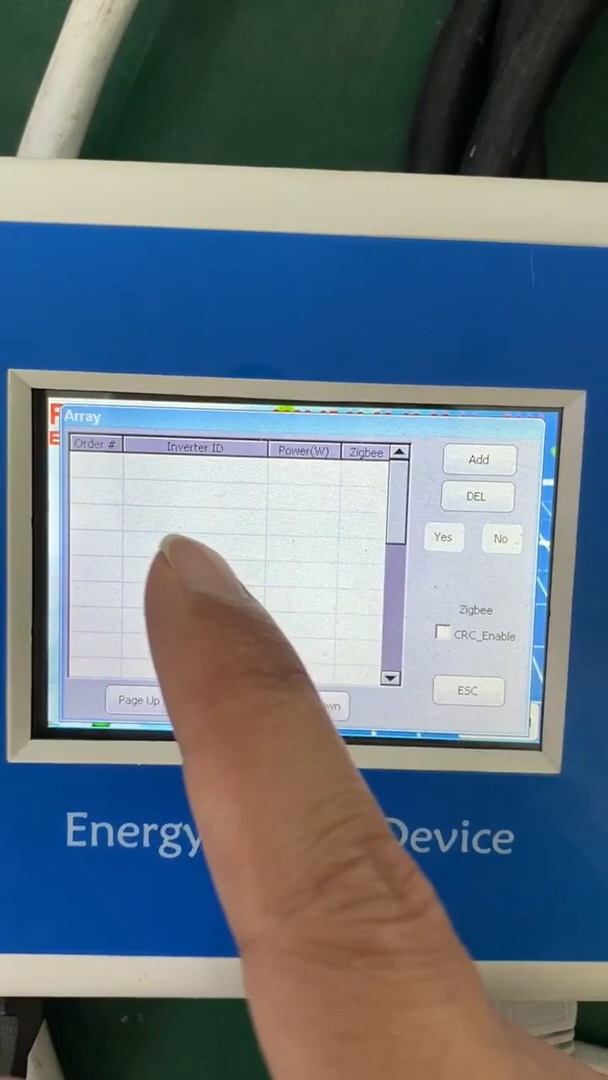 Array
Order # Inverter ID Power(W) Zigbee
Add
DEL
Yes No
Zigbee
CRC_Enable
ESC
Page Up
Energy Device